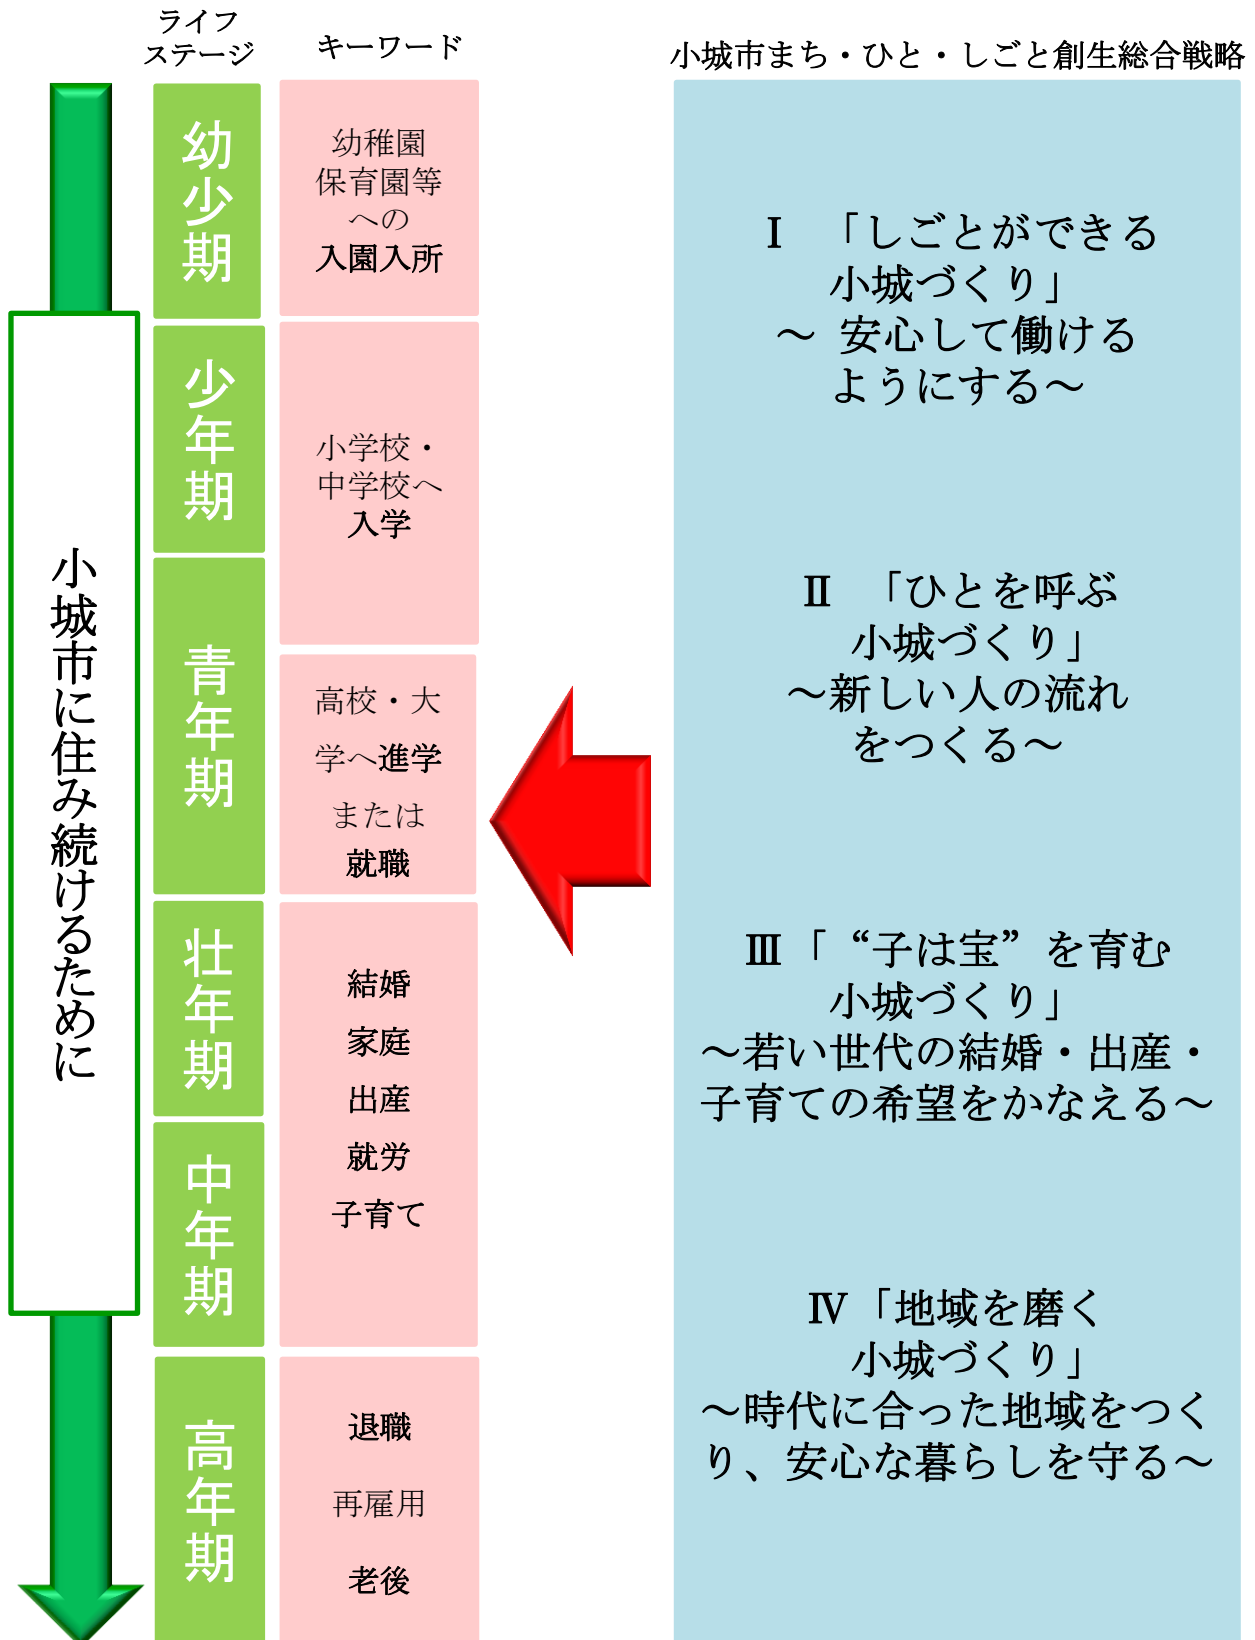 ライフ
ステージ
キーワード
小城市まち・ひと・しごと創生総合戦略
小城市に住み続けるために
幼少期
少年期
青年期
壮年期
中年期
高年期
幼稚園
保育園等
への
入園入所
小学校・
中学校へ
入学
高校・大
学へ進学
または
就職
結婚
家庭
出産
就労
子育て
退職
再雇用
老後
Ⅰ 「しごとができる
小城づくり」
～ 安心して働ける
ようにする～
Ⅱ 「ひとを呼ぶ
小城づくり」
～新しい人の流れ
をつくる～
Ⅲ「“子は宝”を育む
小城づくり」
～若い世代の結婚・出産・
子育ての希望をかなえる～
Ⅳ「地域を磨く
小城づくり」
～時代に合った地域をつく
り、安心な暮らしを守る～